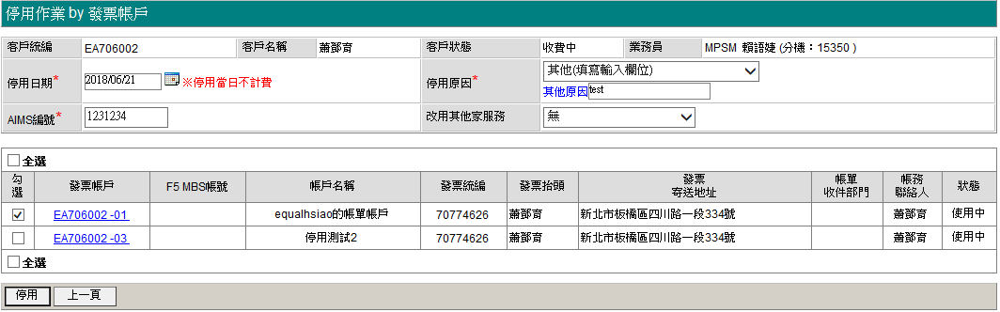 停用作業 by 發票帳戶
客戶統編 EA706002 客戶名稱 蕭鄧育 客戶狀態 收費中 業務員 MPSM 賴語婕 (分機：15350 )
停用日期* 2018/06/21 ※停用當日不計費 停用原因* 其他(填寫輸入欄位)
其他原因 test
AIMS編號* 1231234 改用其他家服務 無
全選
勾選 發票帳戶 F5 MBS帳號 帳戶名稱 發票統編 發票抬頭 發票寄送地址 帳單收件部門 帳務聯絡人 狀態
EA706002 -01 equalhsiao的帳單帳戶 70774626 蕭鄧育 新北市板橋區四川路一段334號 蕭鄧育 使用中
EA706002 -03 停用測試2 70774626 蕭鄧育 新北市板橋區四川路一段334號 蕭鄧育 使用中
全選
停用 上一頁